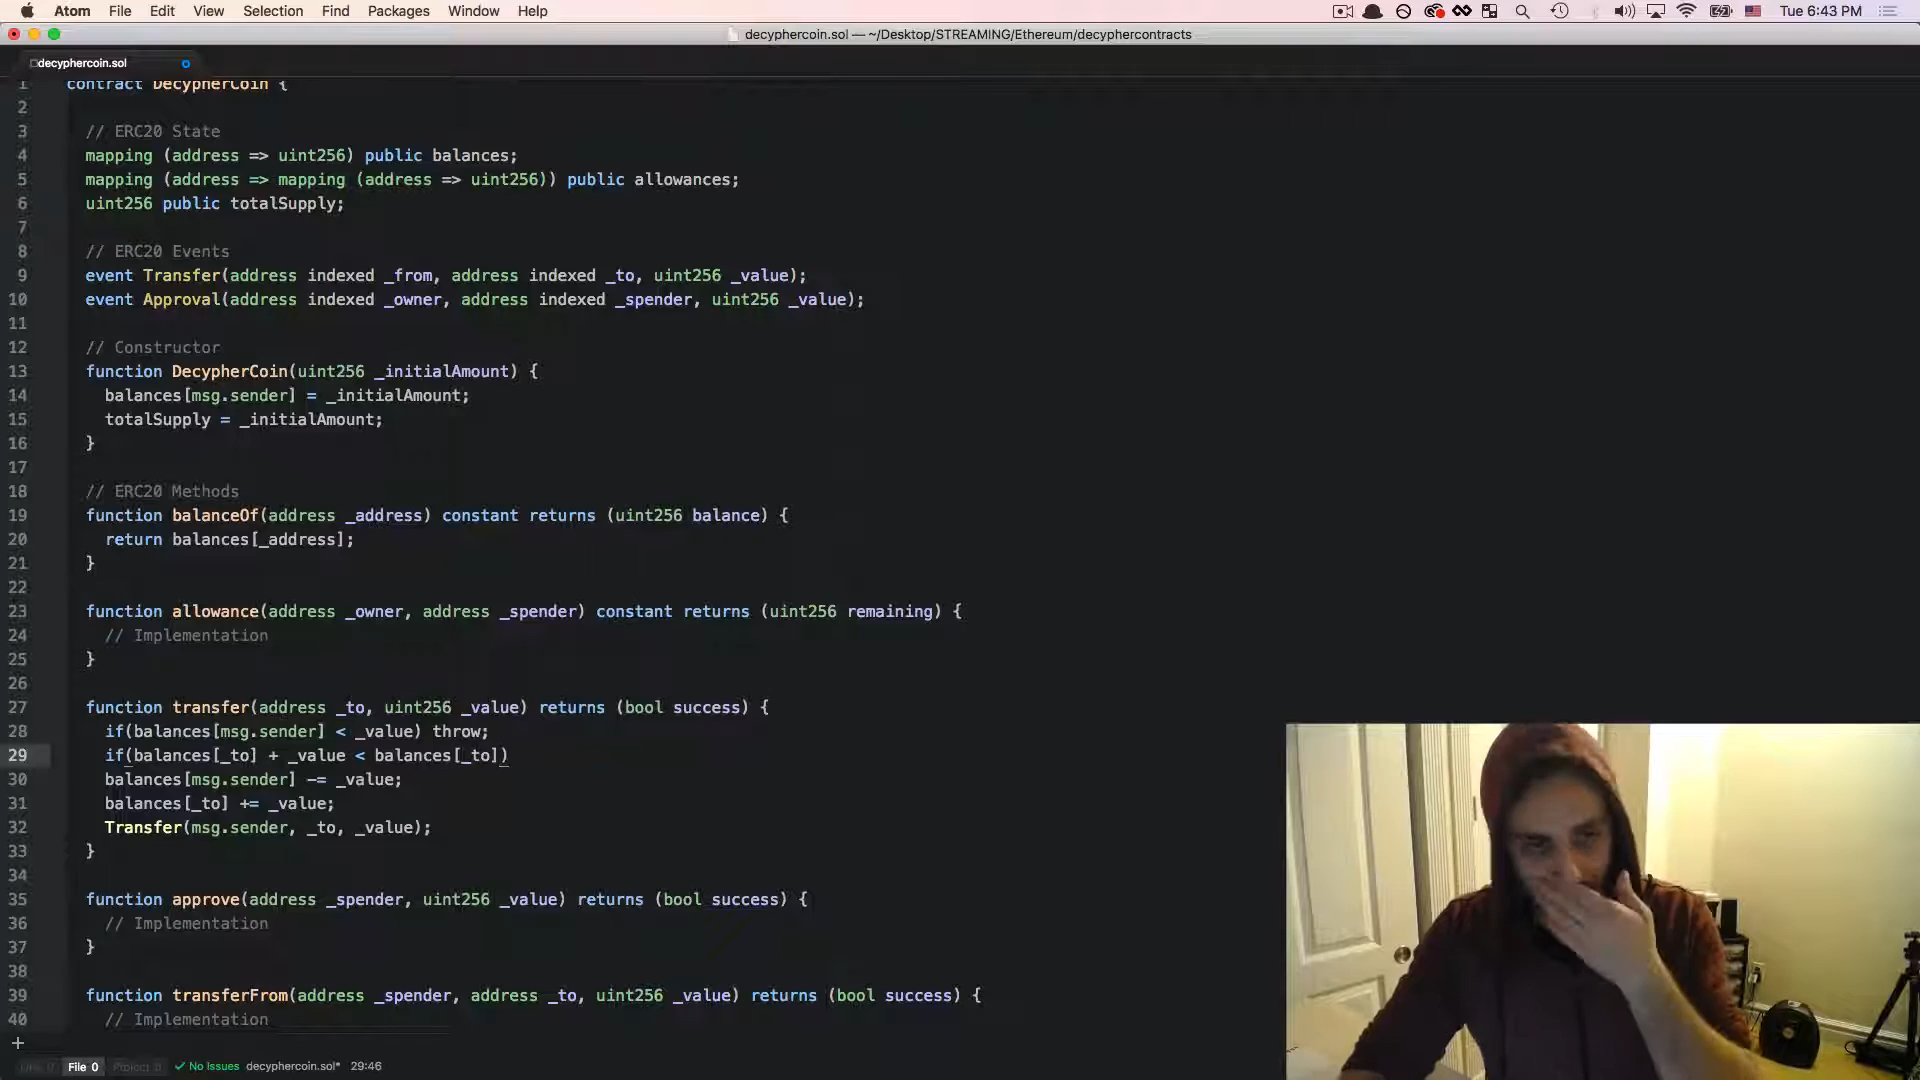 Atom File Edit View Selection Find Packages Window Help Tue 6:43 PM
decyphercoin.sol — ~/Desktop/STREAMING/Ethereum/decyphercontracts
decyphercoin.sol
1 contract DecypherCoin {
2
3 // ERC20 State
4 mapping (address => uint256) public balances;
5 mapping (address => mapping (address => uint256)) public allowances;
6 uint256 public totalSupply;
7
8 // ERC20 Events
9 event Transfer(address indexed _from, address indexed _to, uint256 _value);
10 event Approval(address indexed _owner, address indexed _spender, uint256 _value);
11
12 // Constructor
13 function DecypherCoin(uint256 _initialAmount) {
14 balances[msg.sender] = _initialAmount;
15 totalSupply = _initialAmount;
16 }
17
18 // ERC20 Methods
19 function balanceOf(address _address) constant returns (uint256 balance) {
20 return balances[_address];
21 }
22
23 function allowance(address _owner, address _spender) constant returns (uint256 remaining) {
24 // Implementation
25 }
26
27 function transfer(address _to, uint256 _value) returns (bool success) {
28 if(balances[msg.sender] < _value) throw;
29 if(balances[_to] + _value < balances[_to])
30 balances[msg.sender] -= _value;
31 balances[_to] += _value;
32 Transfer(msg.sender, _to, _value);
33 }
34
35 function approve(address _spender, uint256 _value) returns (bool success) {
36 // Implementation
37 }
38
39 function transferFrom(address _spender, address _to, uint256 _value) returns (bool success) {
40 // Implementation
+
File 0 Project 0 ✓ No Issues decyphercoin.sol* 29:46